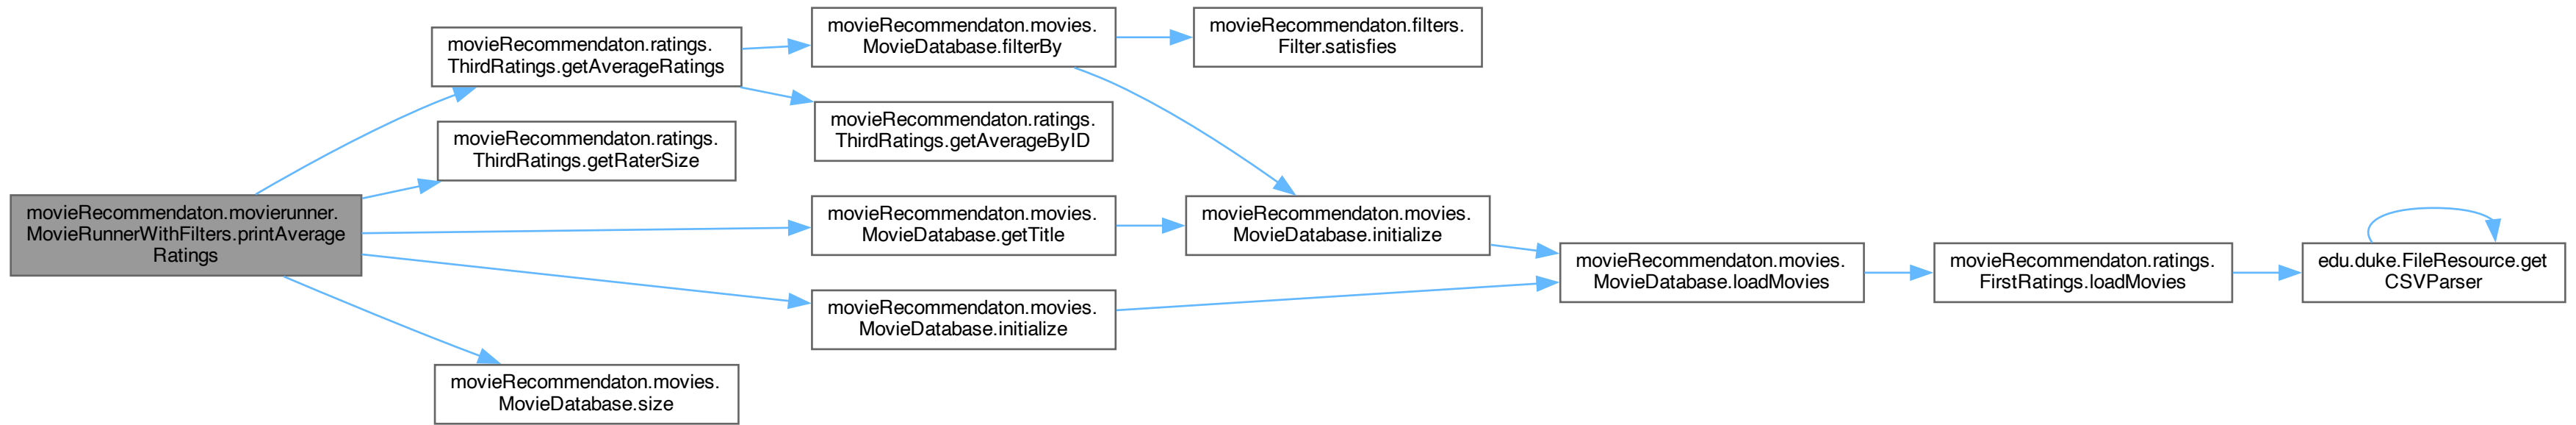 movieRecommendaton.movierunner.
MovieRunnerWithFilters.printAverage
Ratings
movieRecommendaton.ratings.
ThirdRatings.getAverageRatings
movieRecommendaton.ratings.
ThirdRatings.getRaterSize
movieRecommendaton.movies.
MovieDatabase.size
movieRecommendaton.movies.
MovieDatabase.filterBy
movieRecommendaton.ratings.
ThirdRatings.getAverageByID
movieRecommendaton.movies.
MovieDatabase.getTitle
movieRecommendaton.movies.
MovieDatabase.initialize
movieRecommendaton.filters.
Filter.satisfies
movieRecommendaton.movies.
MovieDatabase.initialize
movieRecommendaton.movies.
MovieDatabase.loadMovies
movieRecommendaton.ratings.
FirstRatings.loadMovies
edu.duke.FileResource.get
CSVParser